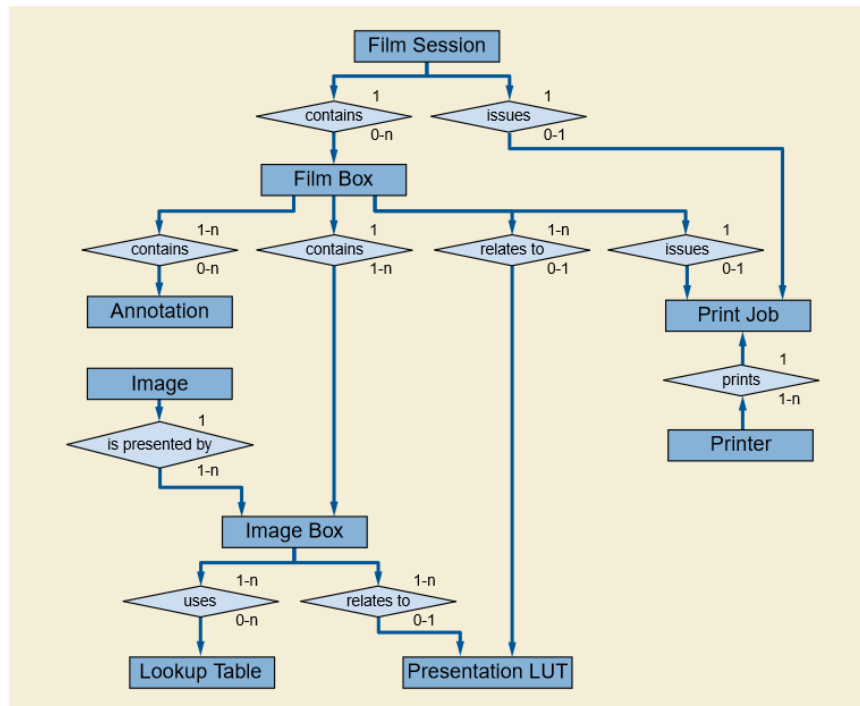 Film Session
1
1
contains
issues
0-n
0-1
Film Box
1-n
1
1-n
1
contains
contains
relates to
issues
0-n
1-n
0-1
0-1
Annotation
Print Job
1
Image
prints
1-n
1
is presented by
Printer
1-n
Image Box
1-n
1-n
uses
relates to
0-n
0-1
Lookup Table
Presentation LUT